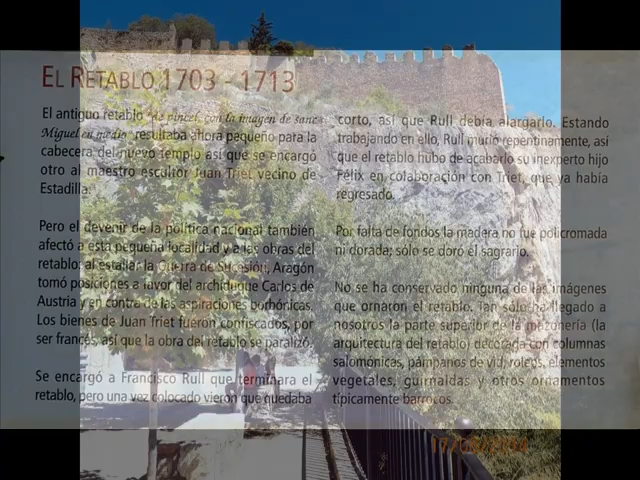 EL RETABLO 1703 - 1713
El antiguo retablo "de pincel, con la imagen de sanc
Miguel en medio" resultaba ahora pequeño para la
cabecera del nuevo templo así que se encargó
otro al maestro escultor Juan Triet vecino de
Estadilla.
Pero el devenir de la política nacional también
afectó a esta pequeña localidad y a las obras del
retablo: al estallar la Guerra de Sucesión, Aragón
tomó posiciones a favor del archiduque Carlos de
Austria y en contra de las aspiraciones borbónicas.
Los bienes de Juan Triet fueron confiscados, por
ser francés, así que la obra del retablo se paralizó.
Se encargó a Francisco Rull que terminara el
retablo, pero una vez colocado vieron que quedaba
corto, así que Rull debía alargarlo. Estando
trabajando en ello, Rull murió repentinamente, así
que el retablo hubo de acabarlo su inexperto hijo
Félix en colaboración con Triet, que ya había
regresado.
Por falta de fondos la madera no fue policromada
ni dorada; sólo se doró el sagrario.
No se ha conservado ninguna de las imágenes
que ornaron el retablo. Tan sólo ha llegado a
nosotros la parte superior de la mazonería (la
arquitectura del retablo) decorada con columnas
salomónicas, pámpanos de vid, roleos, elementos
vegetales, guirnaldas y otros ornamentos
típicamente barrocos.